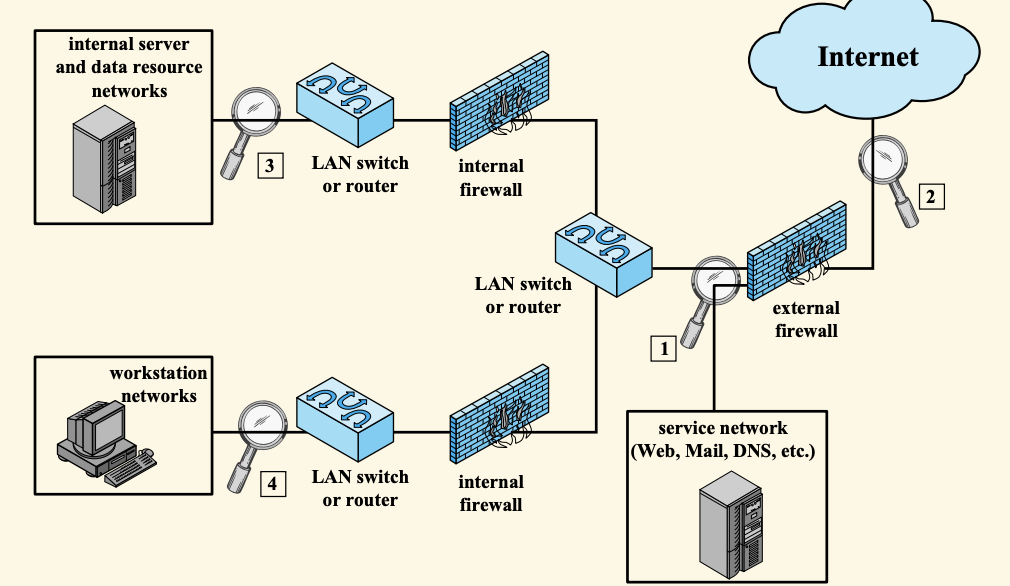 internal server
and data resource
networks
3
LAN switch
or router
internal
firewall
Internet
2
LAN switch
or router
1
external
firewall
workstation
networks
4
LAN switch
or router
internal
firewall
service network
(Web, Mail, DNS, etc.)